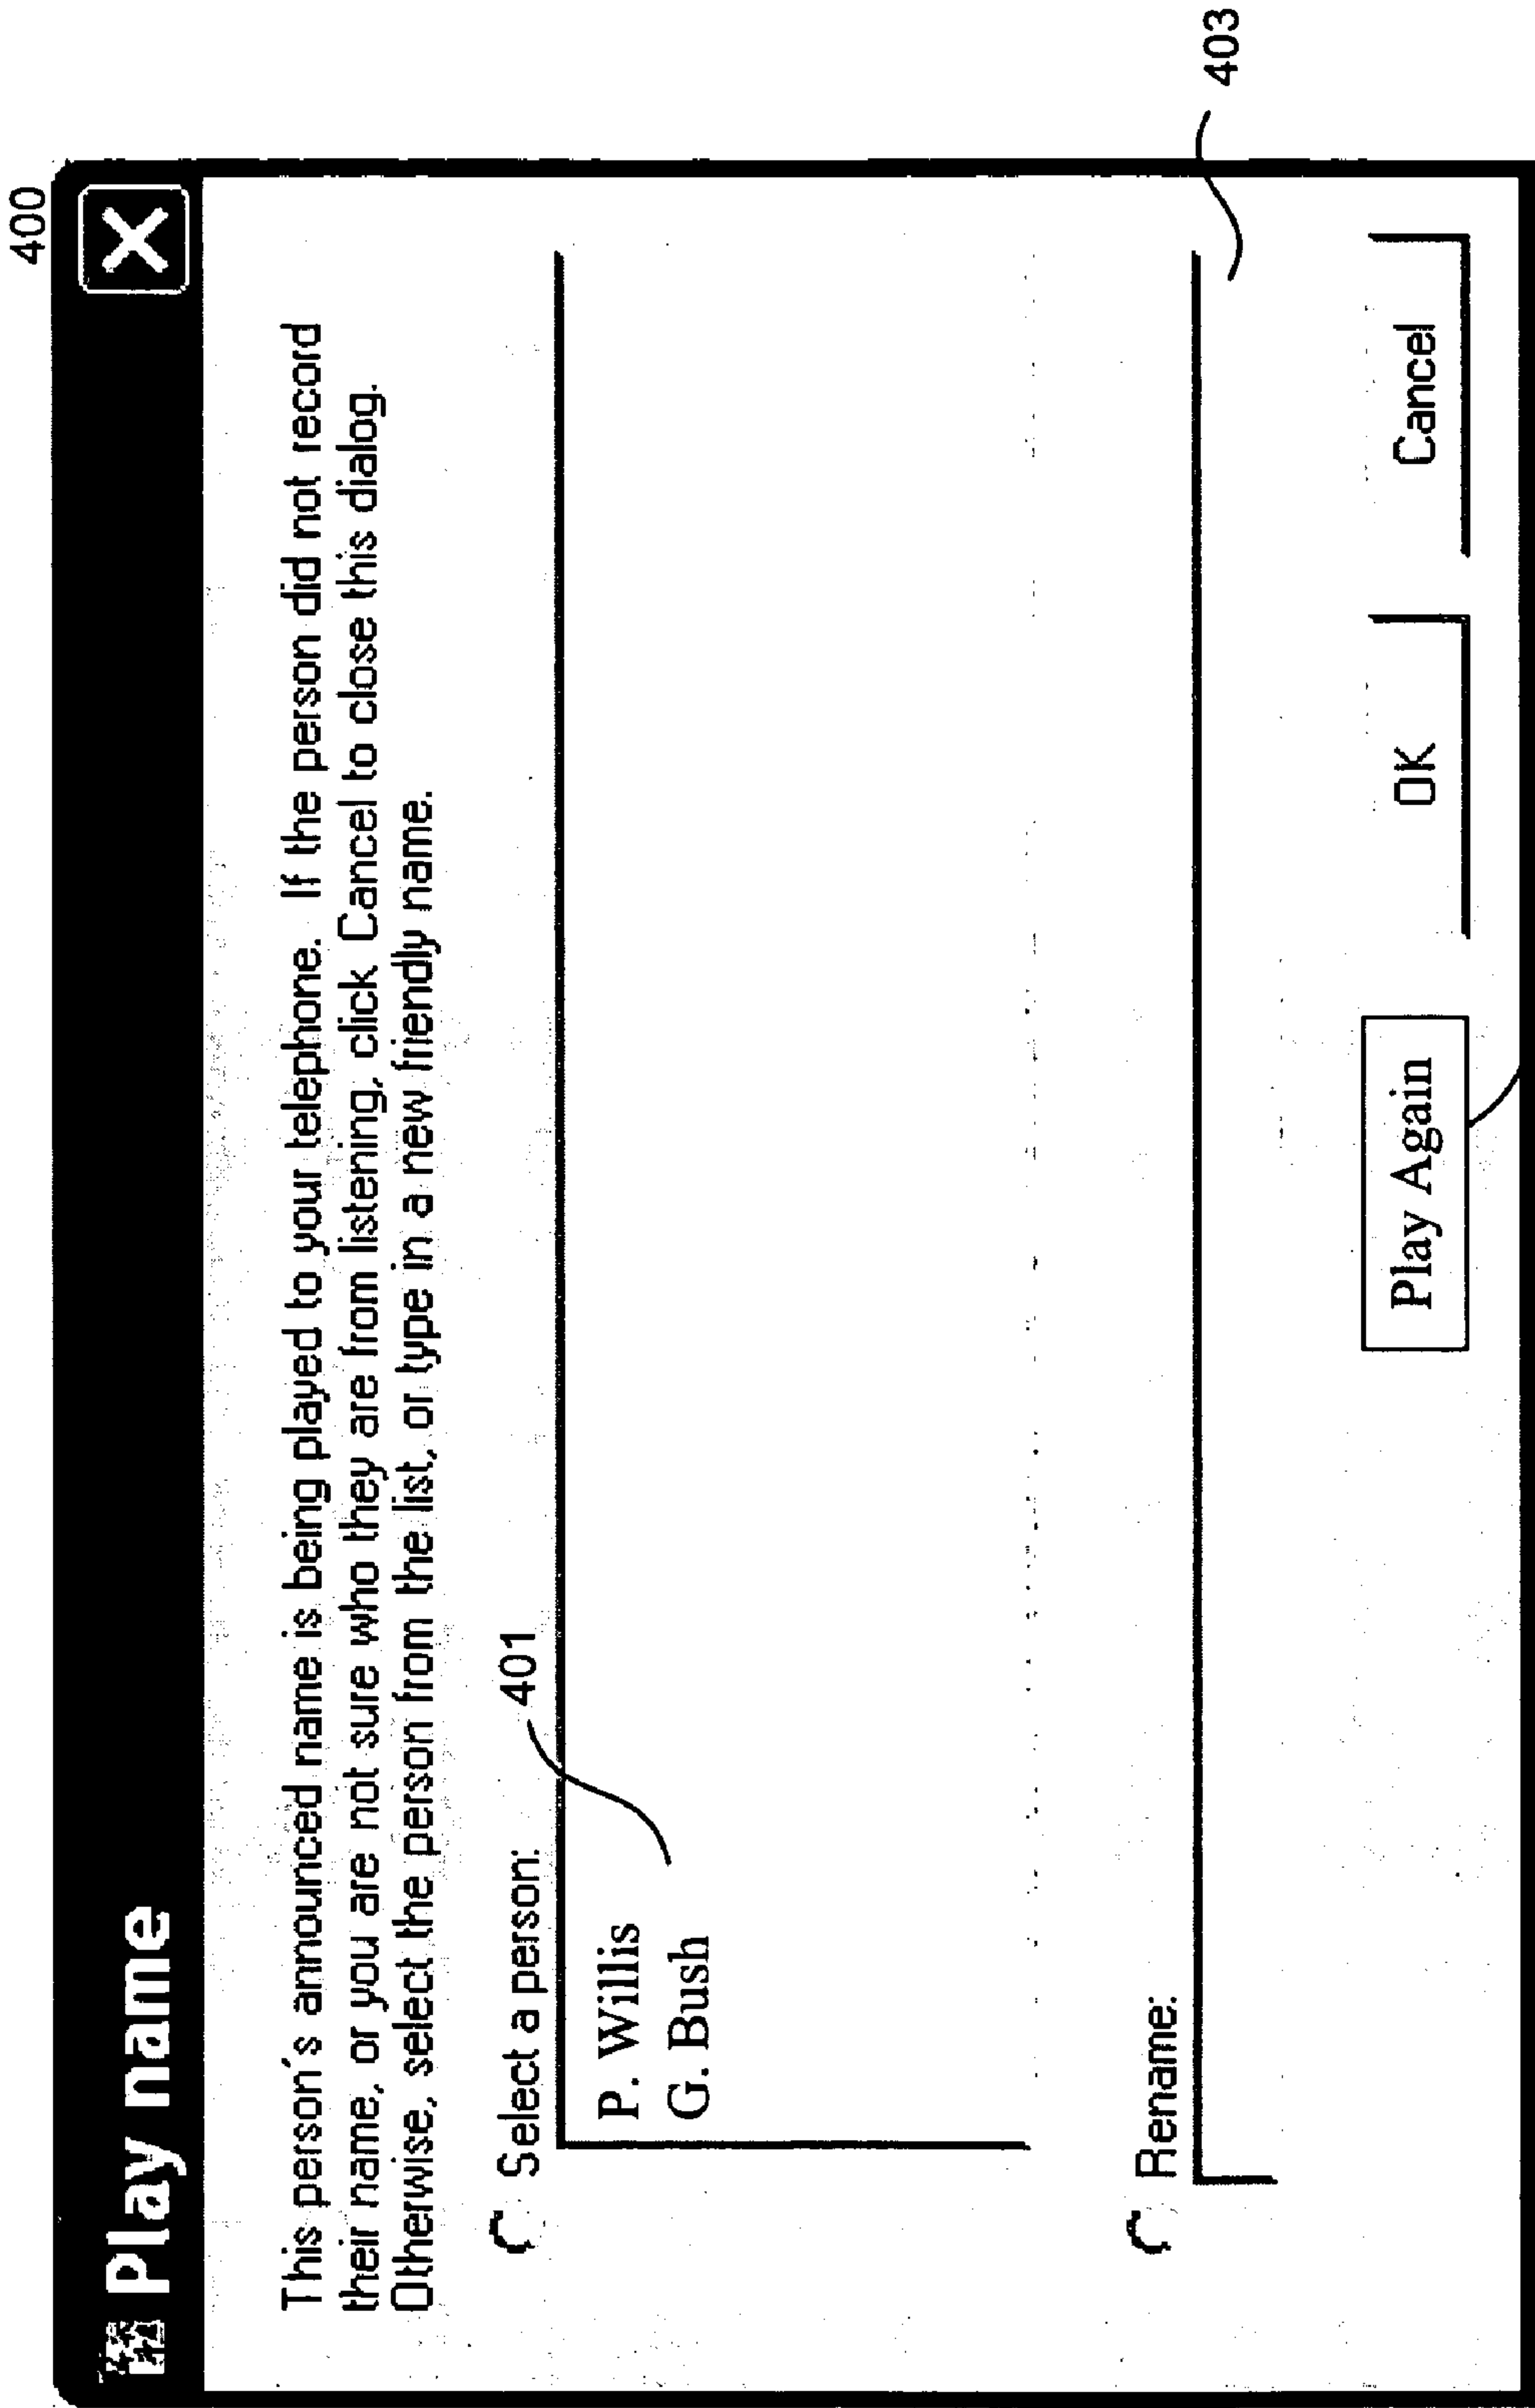 400
Play name
This person's announced name is being played to your telephone. If the person did not record
their name, or you are not sure who they are from listening, click Cancel to close this dialog.
Otherwise, select the person from the list, or type in a new friendly name.
Select a person:
401
P. Willis
G. Bush
Rename:
403
Play Again
OK
Cancel